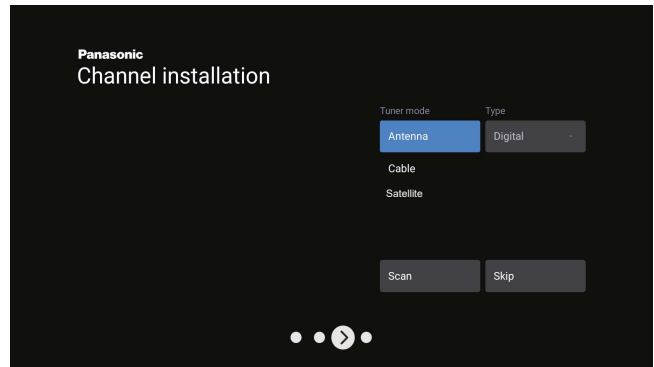 Panasonic
Channel installation
Tuner mode Type
Antenna Digital
Cable
Satellite
Scan Skip